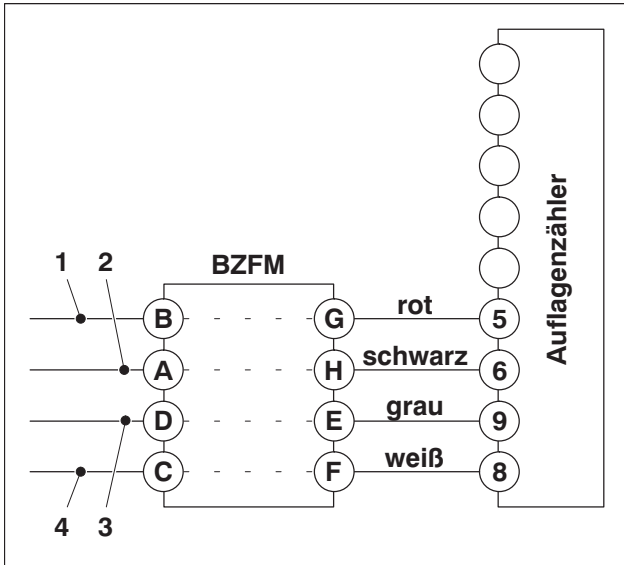 1 2 BZFM
B G rot 5
A H schwarz 6
D E grau 9
C F weiß 8
4 3
Auflagenzähler